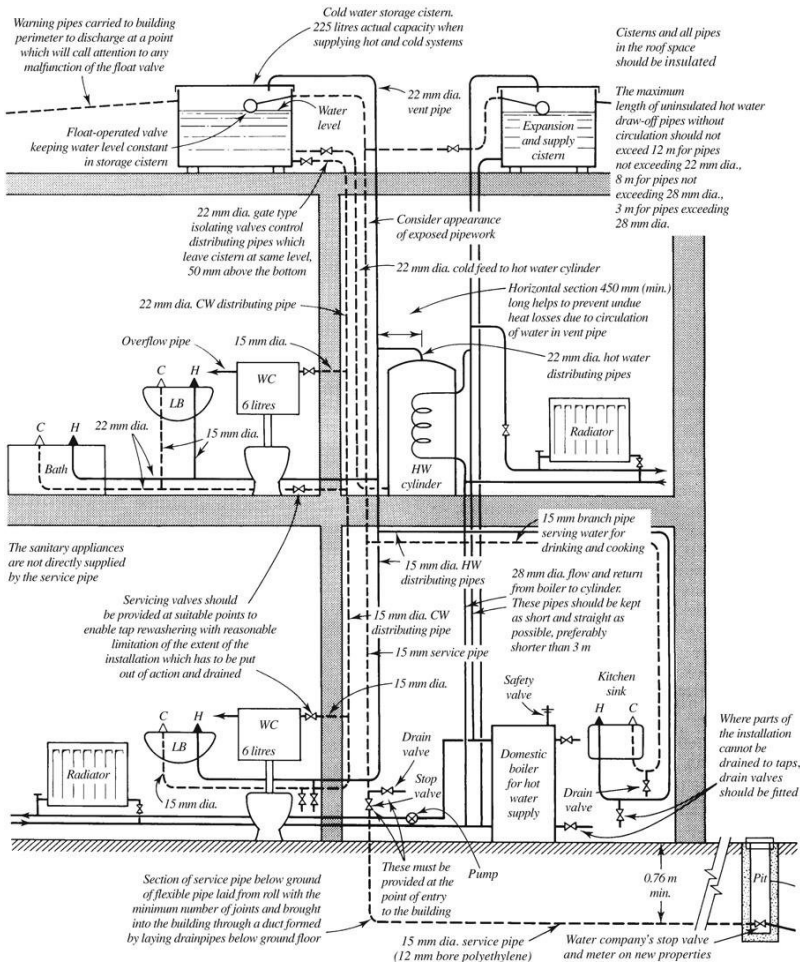 Warning pipes carried to building
perimeter to discharge at a point
which will call attention to any
malfunction of the float valve
Cold water storage cistern.
225 litres actual capacity when
supplying hot and cold systems
Cisterns and all pipes
in the roof space
should be insulated
22 mm dia.
vent pipe
Water
level
Float-operated valve
keeping water level constant
in storage cistern
Expansion
and supply
cistern
The maximum
length of uninsulated hot water
draw-off pipes without
circulation should not
exceed 12 m for pipes
not exceeding 22 mm dia.,
8 m for pipes not
exceeding 28 mm dia.,
3 m for pipes exceeding
28 mm dia.
22 mm dia. gate type
isolating valves control
distributing pipes which
leave cistern at same level,
50 mm above the bottom
Consider appearance
of exposed pipework
22 mm dia. cold feed to hot water cylinder
Horizontal section 450 mm (min.)
long helps to prevent undue
heat losses due to circulation
of water in vent pipe
22 mm dia. CW distributing pipe
Overflow pipe
15 mm dia.
22 mm dia. hot water
distributing pipes
C
H
LB
WC
6 litres
Radiator
C
H
22 mm dia.
15 mm dia.
Bath
HW
cylinder
15 mm branch pipe
serving water for
drinking and cooking
The sanitary appliances
are not directly supplied
by the service pipe
15 mm dia. HW
distributing pipes
28 mm dia. flow and return
from boiler to cylinder.
These pipes should be kept
as short and straight as
possible, preferably
shorter than 3 m
Servicing valves should
be provided at suitable points to
enable tap rewashering with reasonable
limitation of the extent of the
installation which has to be put
out of action and drained
15 mm dia. CW
distributing pipe
15 mm service pipe
15 mm dia.
Safety
valve
Kitchen
sink
H
C
C
H
LB
WC
6 litres
Radiator
15 mm dia.
Drain
valve
Stop
valve
Domestic
boiler for
hot water
supply
Drain
valve
Where parts of
the installation
cannot be
drained to taps,
drain valves
should be fitted
These must be
provided at the
point of entry
to the building
Pump
0.76 m
min.
Pit
Section of service pipe below ground
of flexible pipe laid from roll with the
minimum number of joints and brought
into the building through a duct formed
by laying drainpipes below ground floor
15 mm dia. service pipe
(12 mm bore polyethylene)
Water company's stop valve
and meter on new properties